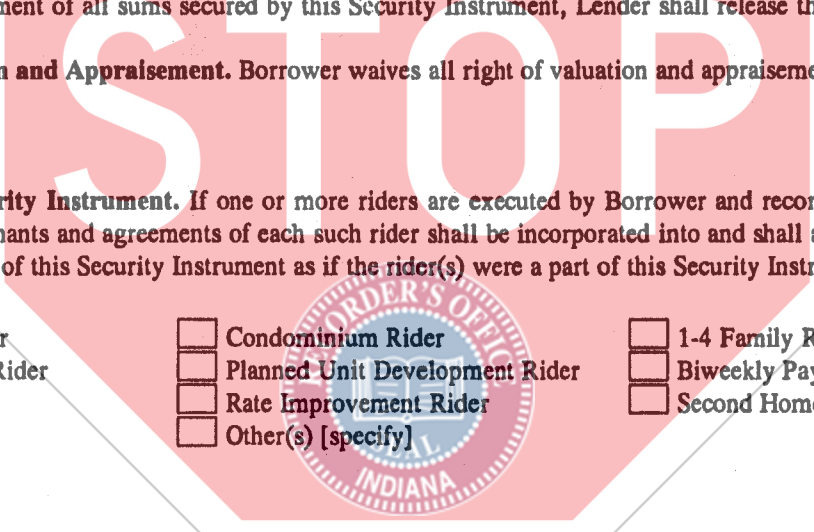 ment of all sums secured by this Security Instrument, Lender shall release th
n and Appraisement. Borrower waives all right of valuation and appraiseme
STOP
rity Instrument. If one or more riders are executed by Borrower and recor
nants and agreements of each such rider shall be incorporated into and shall a
of this Security Instrument as if the rider(s) were a part of this Security Instr
r
Condominium Rider
1-4 Family R
Rider
Planned Unit Development Rider
Biweekly Pay
Rate Improvement Rider
Second Home
Other(s) [specify]
RECORDER'S OFFICE
SEAL
INDIANA